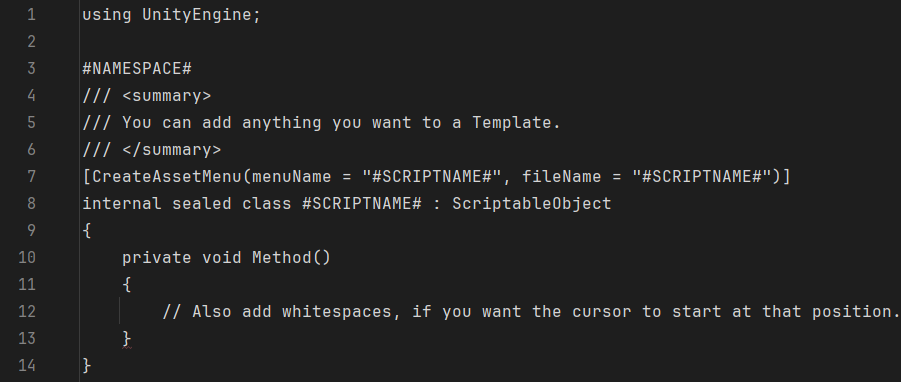 1 using UnityEngine;
2
3 #NAMESPACE#
4 /// <summary>
5 /// You can add anything you want to a Template.
6 /// </summary>
7 [CreateAssetMenu(menuName = "#SCRIPTNAME#", fileName = "#SCRIPTNAME#")]
8 internal sealed class #SCRIPTNAME# : ScriptableObject
9 {
10     private void Method()
11     {
12         // Also add whitespaces, if you want the cursor to start at that position.
13     }
14 }